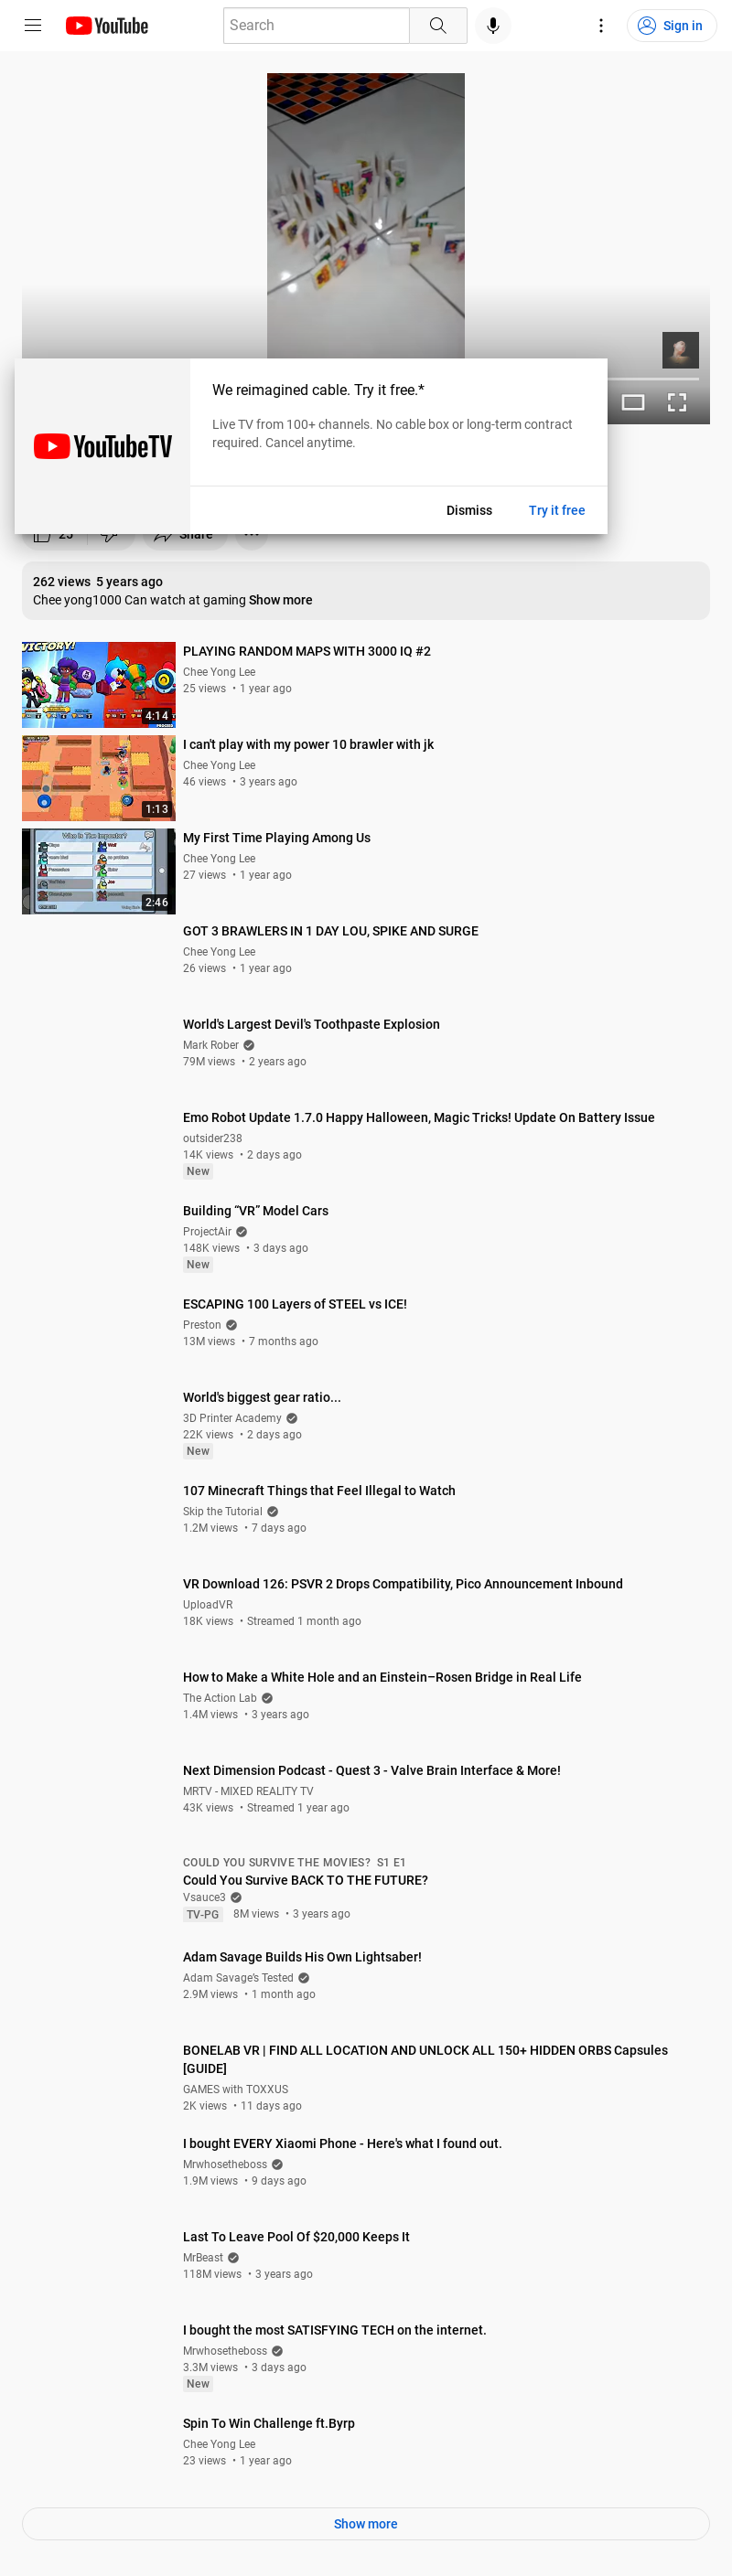 YouTube
Search
Sign in
We reimagined cable. Try it free.*
Live TV from 100+ channels. No cable box or long-term contract
required. Cancel anytime.
YouTubeTV
Dismiss
Try it free
25
Share
262 views 5 years ago
Chee yong1000 Can watch at gaming Show more
VICTORY!
4:14
PLAYING RANDOM MAPS WITH 3000 IQ #2
Chee Yong Lee
25 views • 1 year ago
1:13
I can't play with my power 10 brawler with jk
Chee Yong Lee
46 views • 3 years ago
Who Is The Impostor?
2:46
My First Time Playing Among Us
Chee Yong Lee
27 views • 1 year ago
GOT 3 BRAWLERS IN 1 DAY LOU, SPIKE AND SURGE
Chee Yong Lee
26 views • 1 year ago
World's Largest Devil's Toothpaste Explosion
Mark Rober
79M views • 2 years ago
Emo Robot Update 1.7.0 Happy Halloween, Magic Tricks! Update On Battery Issue
outsider238
14K views • 2 days ago
New
Building “VR” Model Cars
ProjectAir
148K views • 3 days ago
New
ESCAPING 100 Layers of STEEL vs ICE!
Preston
13M views • 7 months ago
World's biggest gear ratio...
3D Printer Academy
22K views • 2 days ago
New
107 Minecraft Things that Feel Illegal to Watch
Skip the Tutorial
1.2M views • 7 days ago
VR Download 126: PSVR 2 Drops Compatibility, Pico Announcement Inbound
UploadVR
18K views • Streamed 1 month ago
How to Make a White Hole and an Einstein–Rosen Bridge in Real Life
The Action Lab
1.4M views • 3 years ago
Next Dimension Podcast - Quest 3 - Valve Brain Interface & More!
MRTV - MIXED REALITY TV
43K views • Streamed 1 year ago
COULD YOU SURVIVE THE MOVIES? S1 E1
Could You Survive BACK TO THE FUTURE?
Vsauce3
TV-PG 8M views • 3 years ago
Adam Savage Builds His Own Lightsaber!
Adam Savage's Tested
2.9M views • 1 month ago
BONELAB VR | FIND ALL LOCATION AND UNLOCK ALL 150+ HIDDEN ORBS Capsules
[GUIDE]
GAMES with TOXXUS
2K views • 11 days ago
I bought EVERY Xiaomi Phone - Here's what I found out.
Mrwhosetheboss
1.9M views • 9 days ago
Last To Leave Pool Of $20,000 Keeps It
MrBeast
118M views • 3 years ago
I bought the most SATISFYING TECH on the internet.
Mrwhosetheboss
3.3M views • 3 days ago
New
Spin To Win Challenge ft.Byrp
Chee Yong Lee
23 views • 1 year ago
Show more